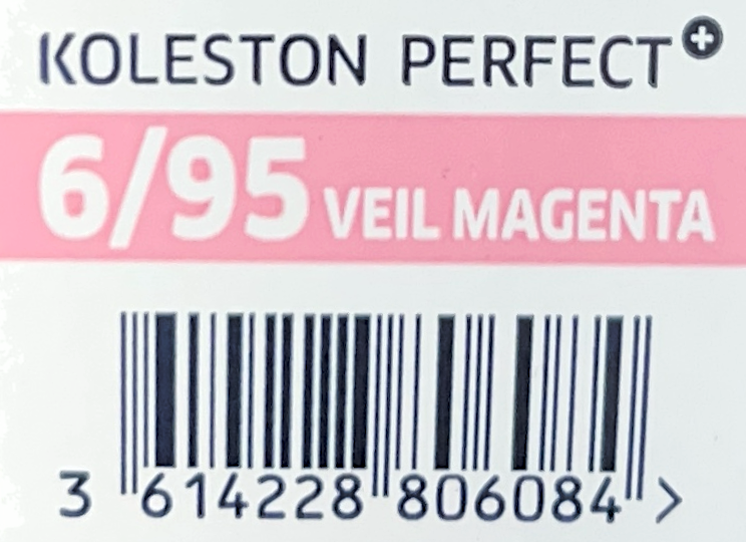 KOLESTON PERFECT+
6/95 VEIL MAGENTA
3 614228 806084 >